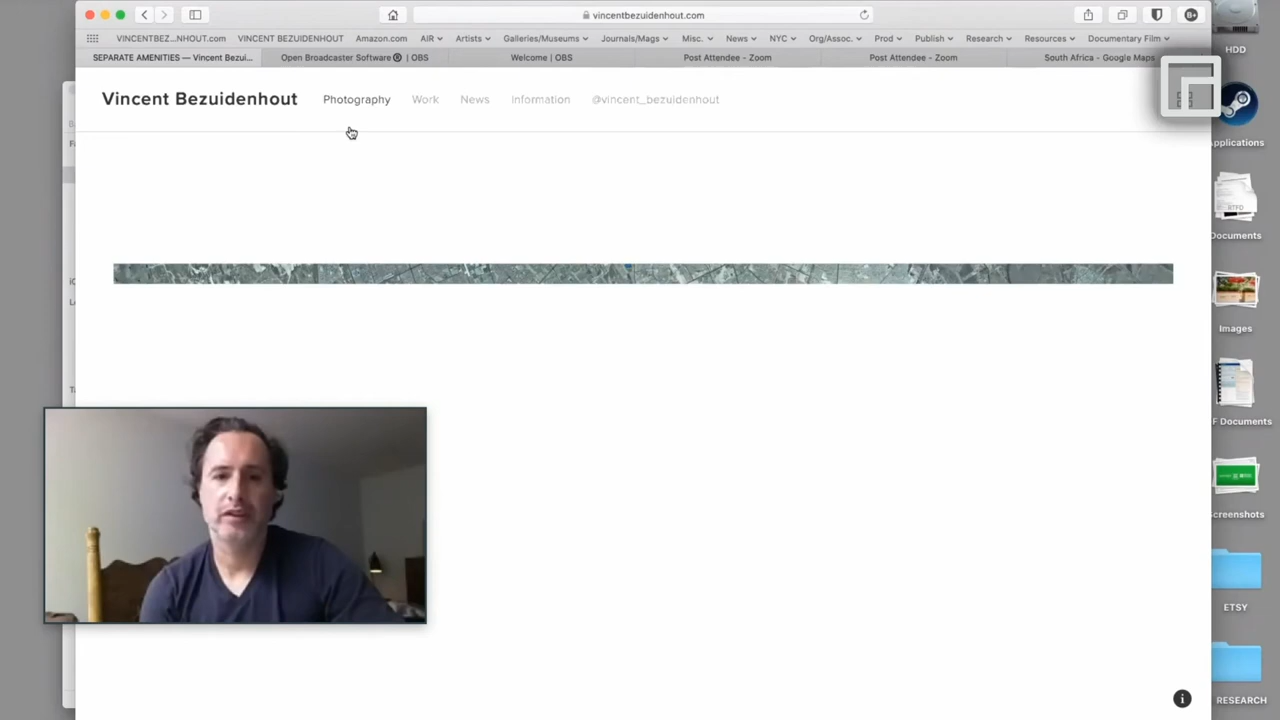 vincentbezuidenhout.com
HDD
VINCENTBEZ...NHOUT.com VINCENT BEZUIDENHOUT Amazon.com AIR Artists Galleries/Museums Journals/Mags Misc. News NYC Org/Assoc. Prod Publish Research Resources Documentary Film
SEPARATE AMENITIES — Vincent Bezui... Open Broadcaster Software | OBS Welcome | OBS Post Attendee - Zoom Post Attendee - Zoom South Africa - Google Maps
Vincent Bezuidenhout Photography Work News Information @vincent_bezuidenhout
pplications
RTFD
Documents
Images
F Documents
Screenshots
ETSY
RESEARCH